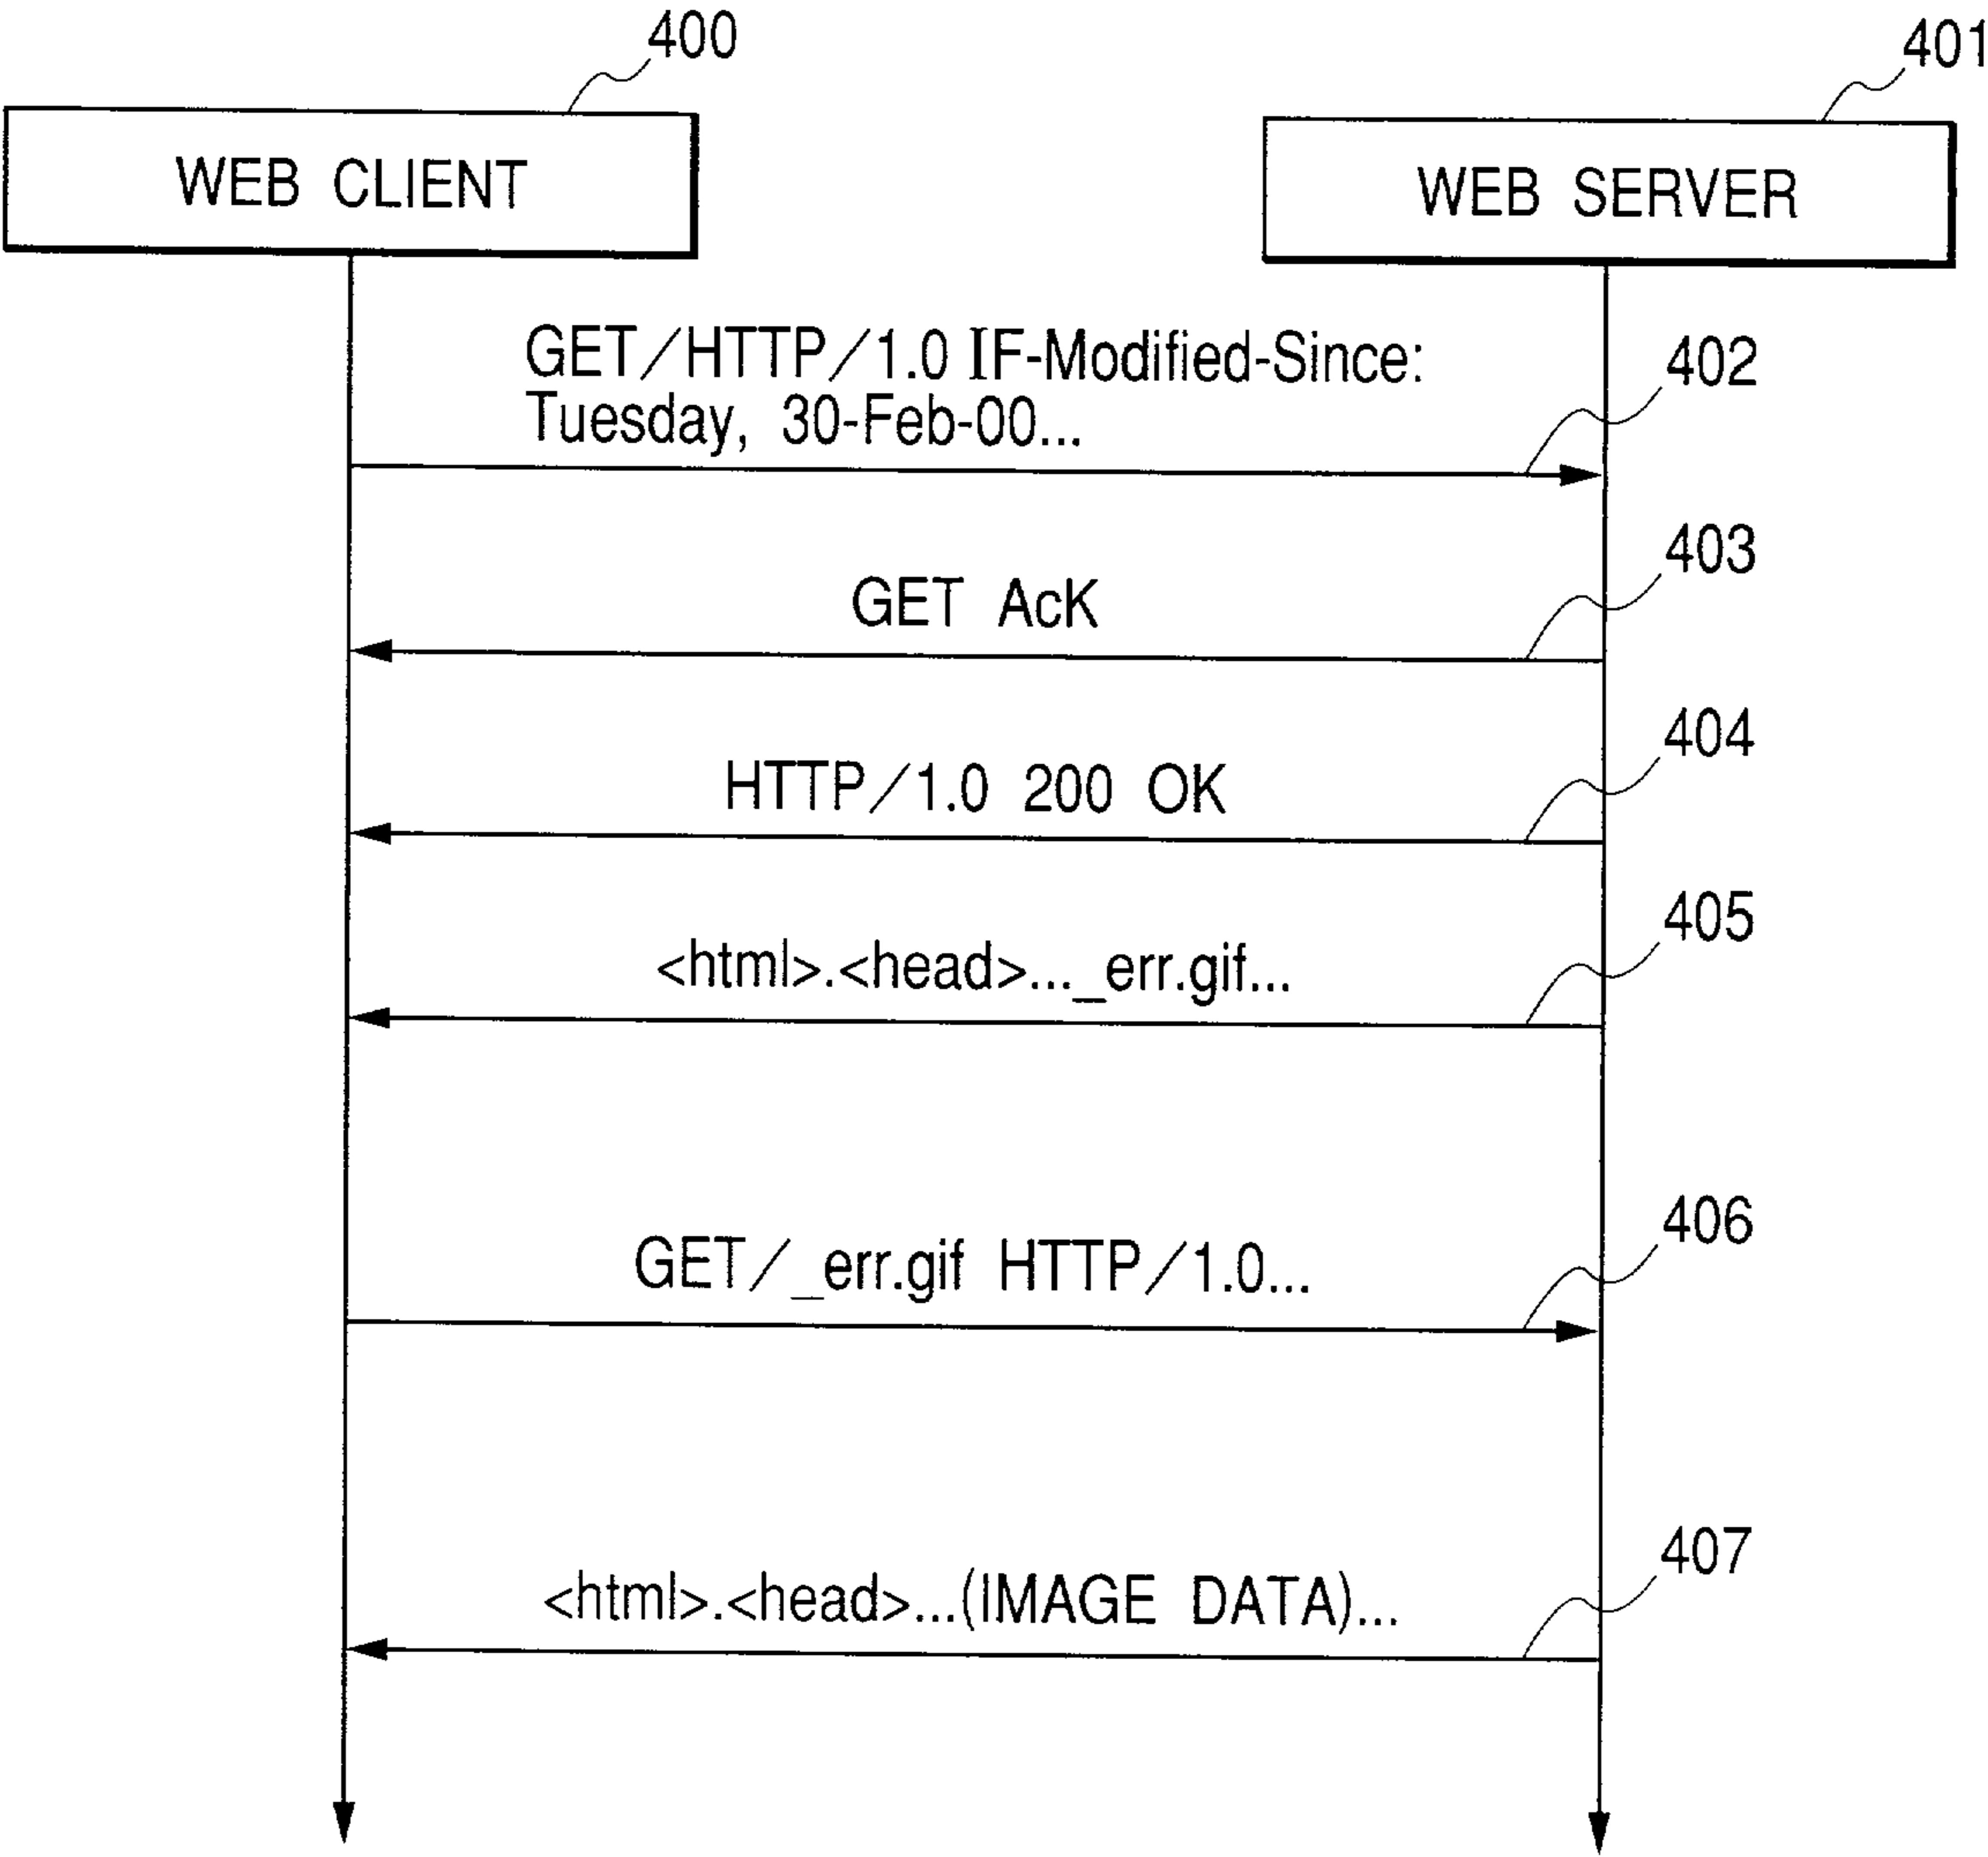 400
401
WEB CLIENT
WEB SERVER
GET/HTTP/1.0 IF-Modified-Since:
Tuesday, 30-Feb-00...
402
GET AcK
403
HTTP/1.0 200 OK
404
<html>.<head>..._err.gif...
405
GET/_err.gif HTTP/1.0...
406
<html>.<head>...(IMAGE DATA)...
407